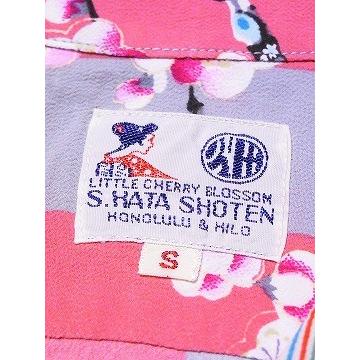 LITTLE CHERRY BLOSSOM
S. HATA SHOTEN
HONOLULU & HILO
S